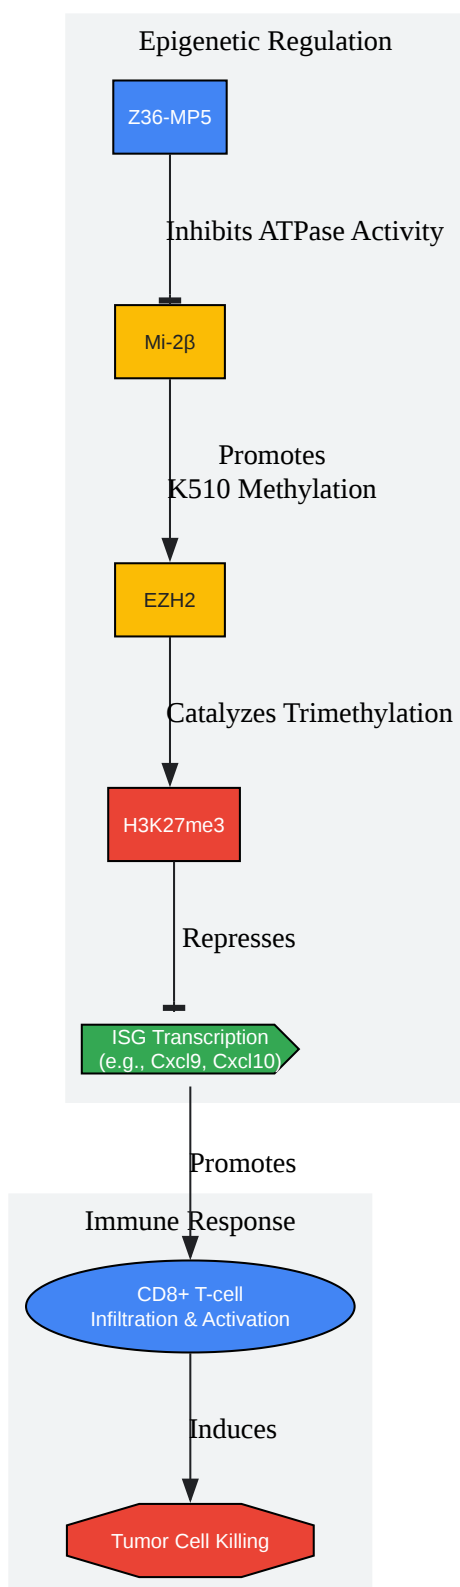 Epigenetic Regulation
Z36-MP5
Inhibits ATPase Activity
Mi-2β
Promotes
K510 Methylation
EZH2
Catalyzes Trimethylation
H3K27me3
Represses
ISG Transcription
(e.g., Cxcl9, Cxcl10)
Promotes
Immune Response
CD8+ T-cell
Infiltration & Activation
Induces
Tumor Cell Killing